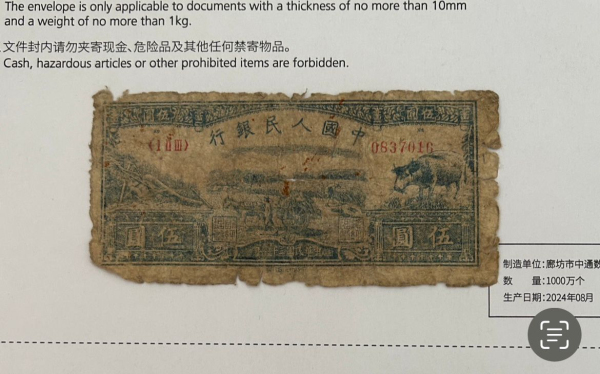 The envelope is only applicable to documents with a thickness of no more than 10mm
and a weight of no more than 1kg.
文件封内请勿夹寄现金、危险品及其他任何禁寄物品。
Cash, hazardous articles or other prohibited items are forbidden.
伍 圓
行銀民人國中
0837016
圓伍
圓伍
制造单位:廊坊市中通数
数 量:1000万个
生产日期:2024年08月